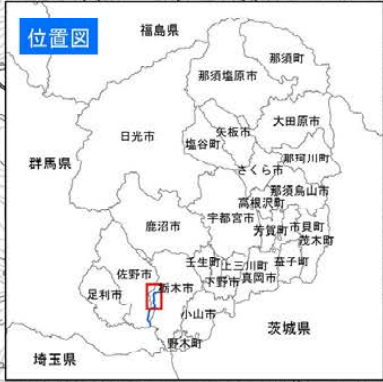 位置図
福島県
那須町
那須塩原市
大田原市
矢板市
日光市
塩谷町
那珂川町
さくら市
群馬県
那須烏山市
高根沢町
宇都宮市
鹿沼市
芳賀町
市貝町
茂木町
壬生町
上三川町
益子町
佐野市
栃木市
下野市
真岡市
足利市
小山市
茨城県
野木町
埼玉県